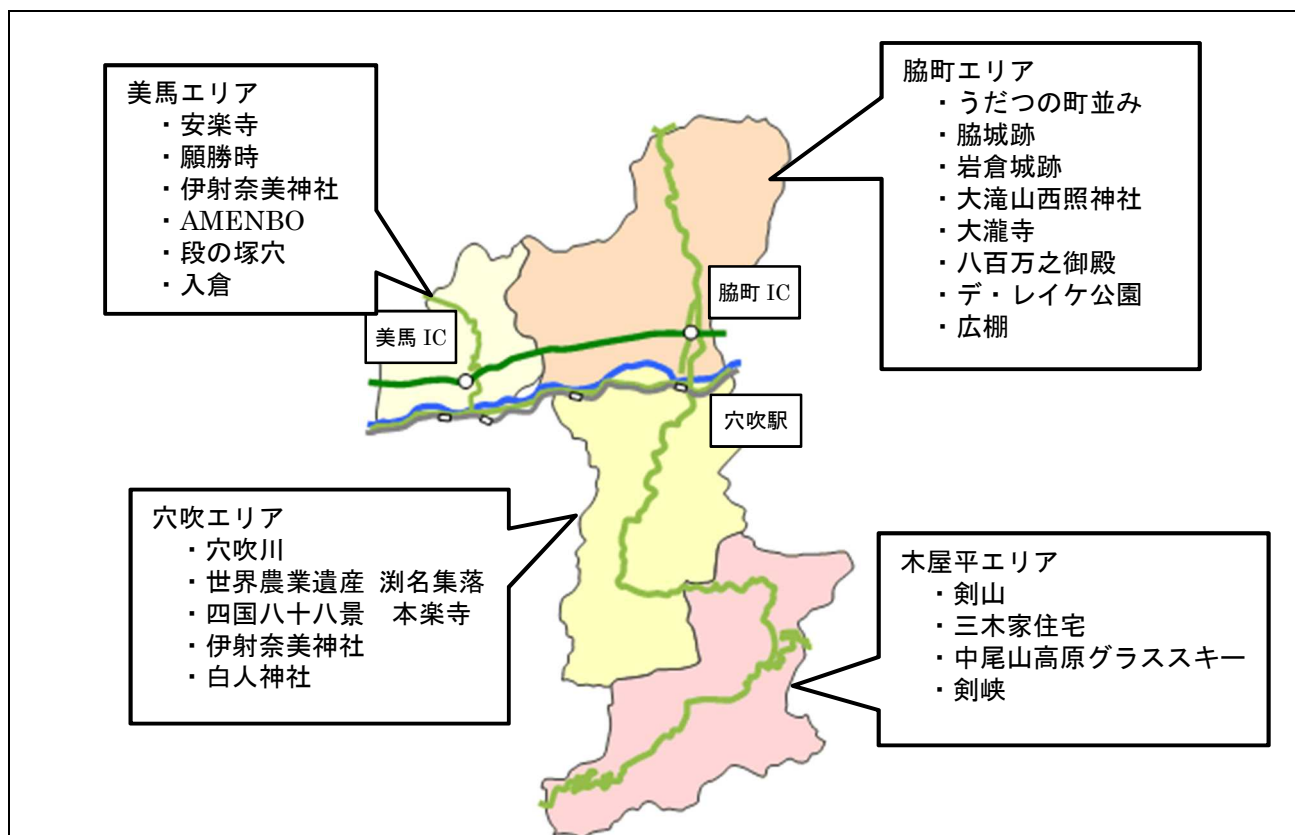 美馬エリア
・安楽寺
・願勝時
・伊射奈美神社
・AMENBO
・段の塚穴
・入倉
脇町エリア
・うだつの町並み
・脇城跡
・岩倉城跡
・大滝山西照神社
・大瀧寺
・八百万之御殿
・デ・レイケ公園
・広棚
美馬 IC
脇町 IC
穴吹駅
穴吹エリア
・穴吹川
・世界農業遺産 渕名集落
・四国八十八景 本楽寺
・伊射奈美神社
・白人神社
木屋平エリア
・剣山
・三木家住宅
・中尾山高原グラススキー
・剣峡